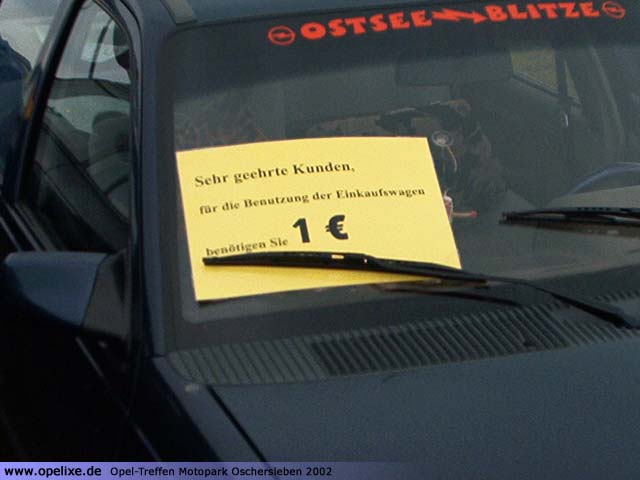 OSTSEE BLITZE
Sehr geehrte Kunden,
für die Benutzung der Einkaufswagen
benötigen Sie 1 €
www.opelixe.de Opel-Treffen Motopark Oschersleben 2002